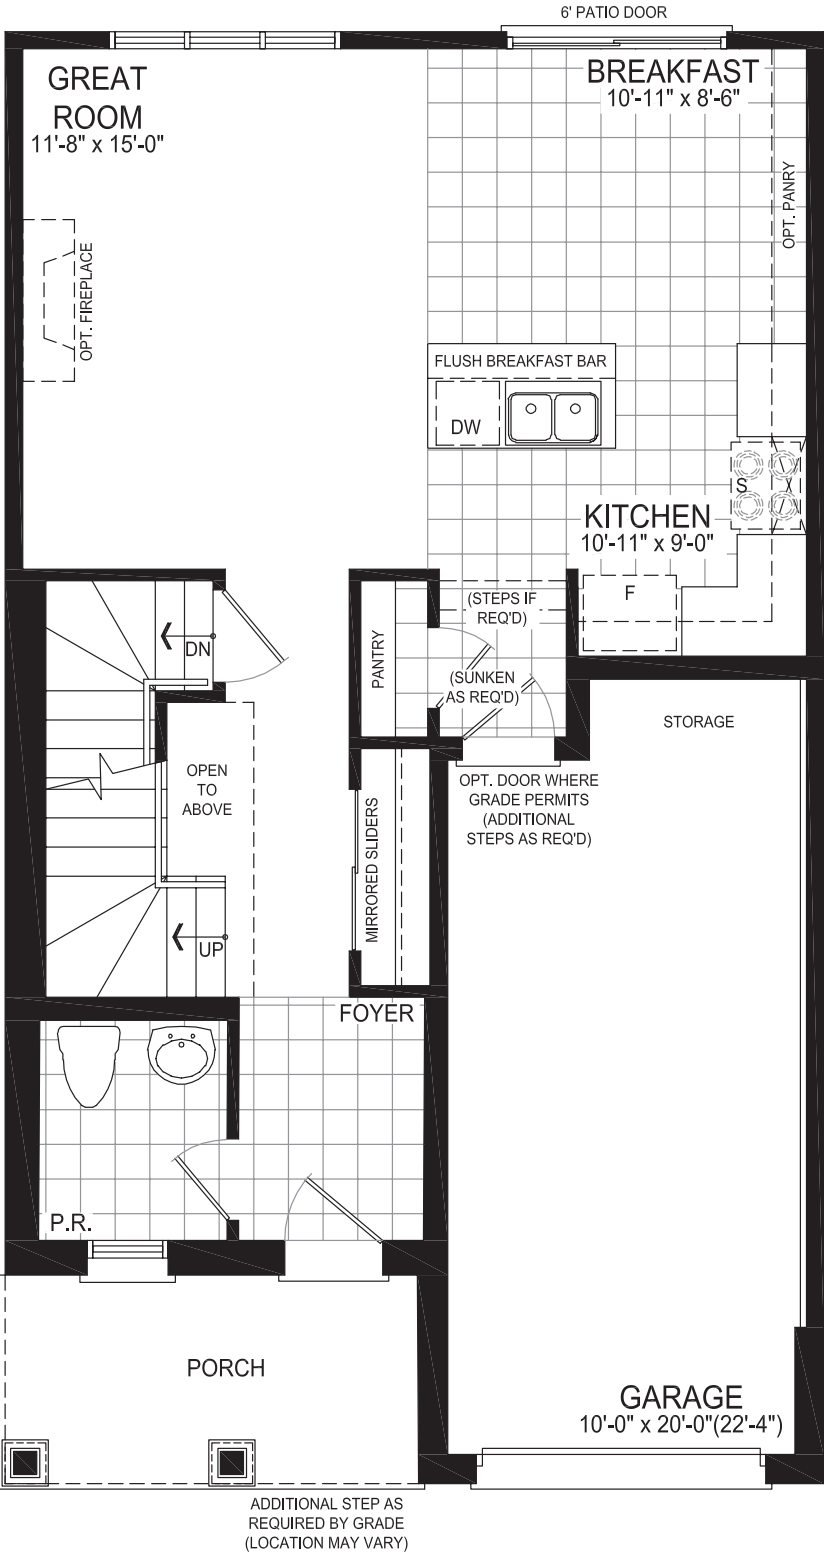 6' PATIO DOOR
GREAT
ROOM
11'-8" x 15'-0"
BREAKFAST
10'-11" x 8'-6"
OPT. PANRY
OPT. FIREPLACE
FLUSH BREAKFAST BAR
DW
S
KITCHEN
10'-11" x 9'-0"
F
(STEPS IF
REQ'D)
DN
PANTRY
(SUNKEN
AS REQ'D)
STORAGE
OPEN
TO
ABOVE
OPT. DOOR WHERE
GRADE PERMITS
(ADDITIONAL
STEPS AS REQ'D)
MIRRORED SLIDERS
UP
FOYER
P.R.
PORCH
GARAGE
10'-0" x 20'-0"(22'-4")
ADDITIONAL STEP AS
REQUIRED BY GRADE
(LOCATION MAY VARY)